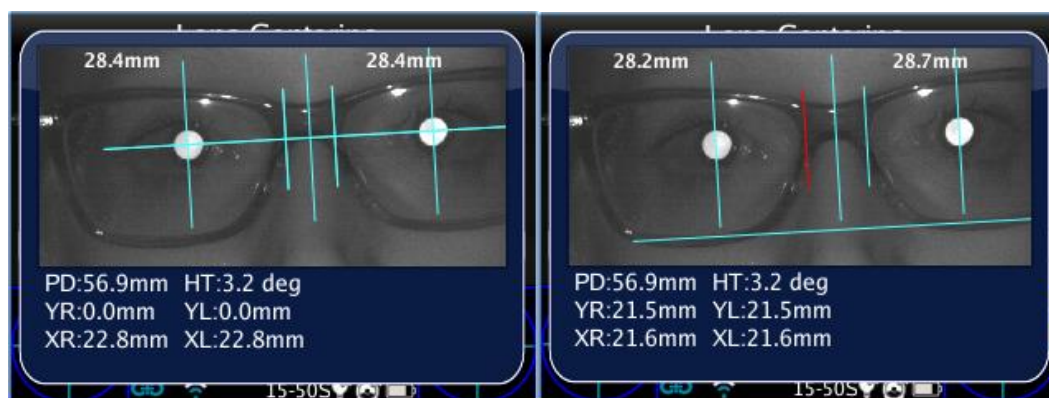 28.4mm 28.4mm
PD:56.9mm HT:3.2 deg
YR:0.0mm YL:0.0mm
XR:22.8mm XL:22.8mm
15-50S
28.2mm 28.7mm
PD:56.9mm HT:3.2 deg
YR:21.5mm YL:21.5mm
XR:21.6mm XL:21.6mm
15-50S